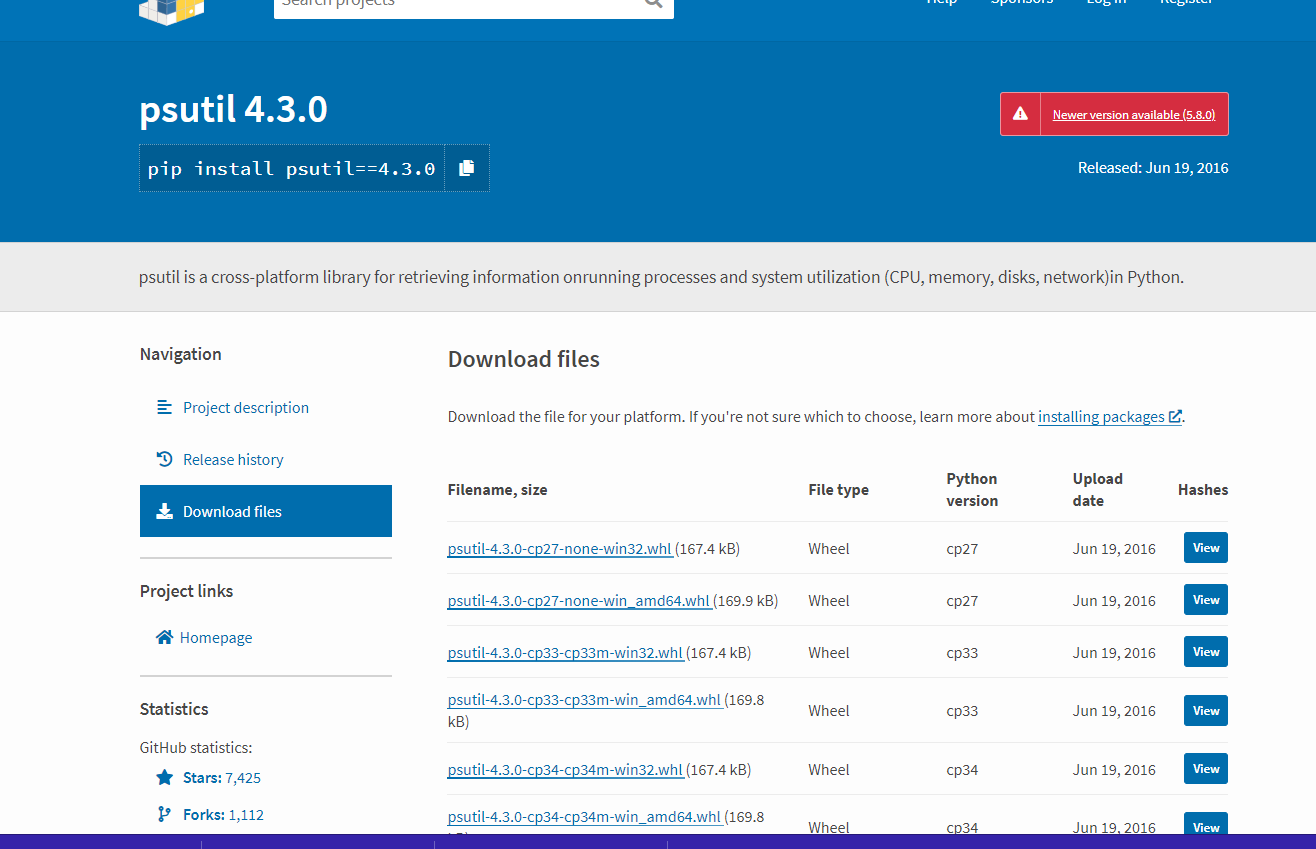 Search projects
Help Sponsors Log in Register
psutil 4.3.0
Newer version available (5.8.0)
pip install psutil==4.3.0
Released: Jun 19, 2016
psutil is a cross-platform library for retrieving information onrunning processes and system utilization (CPU, memory, disks, network)in Python.
Navigation
Project description
Release history
Download files
Project links
Homepage
Statistics
GitHub statistics:
Stars: 7,425
Forks: 1,112
Download files
Download the file for your platform. If you're not sure which to choose, learn more about installing packages.
Filename, size File type Python version Upload date Hashes
psutil-4.3.0-cp27-none-win32.whl (167.4 kB) Wheel cp27 Jun 19, 2016 View
psutil-4.3.0-cp27-none-win_amd64.whl (169.9 kB) Wheel cp27 Jun 19, 2016 View
psutil-4.3.0-cp33-cp33m-win32.whl (167.4 kB) Wheel cp33 Jun 19, 2016 View
psutil-4.3.0-cp33-cp33m-win_amd64.whl (169.8 kB) Wheel cp33 Jun 19, 2016 View
psutil-4.3.0-cp34-cp34m-win32.whl (167.4 kB) Wheel cp34 Jun 19, 2016 View
psutil-4.3.0-cp34-cp34m-win_amd64.whl (169.8 Wheel cp34 Jun 19, 2016 View